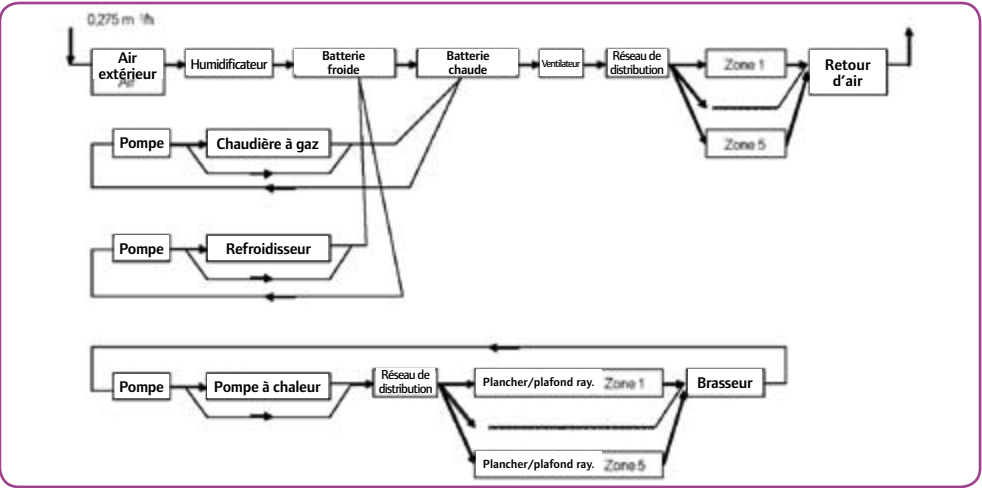 0,275 m³/h
Air
extérieur
Air
Humidificateur
Batterie
froide
Batterie
chaude
Ventilateur
Réseau de
distribution
Zone 1
Retour
d’air
Zone 5
Pompe
Chaudière à gaz
Pompe
Refroidisseur
Pompe
Pompe à chaleur
Réseau de
distribution
Plancher/plafond ray. Zone 1
Brasseur
Plancher/plafond ray. Zone 5